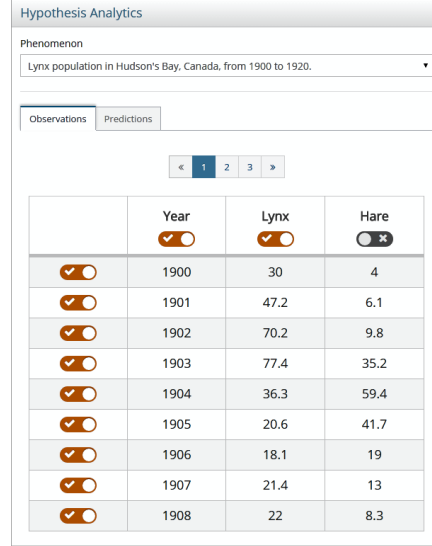 Hypothesis Analytics
Phenomenon
Lynx population in Hudson's Bay, Canada, from 1900 to 1920.
Observations Predictions
« 1 2 3 »
Year Lynx Hare
1900 30 4
1901 47.2 6.1
1902 70.2 9.8
1903 77.4 35.2
1904 36.3 59.4
1905 20.6 41.7
1906 18.1 19
1907 21.4 13
1908 22 8.3